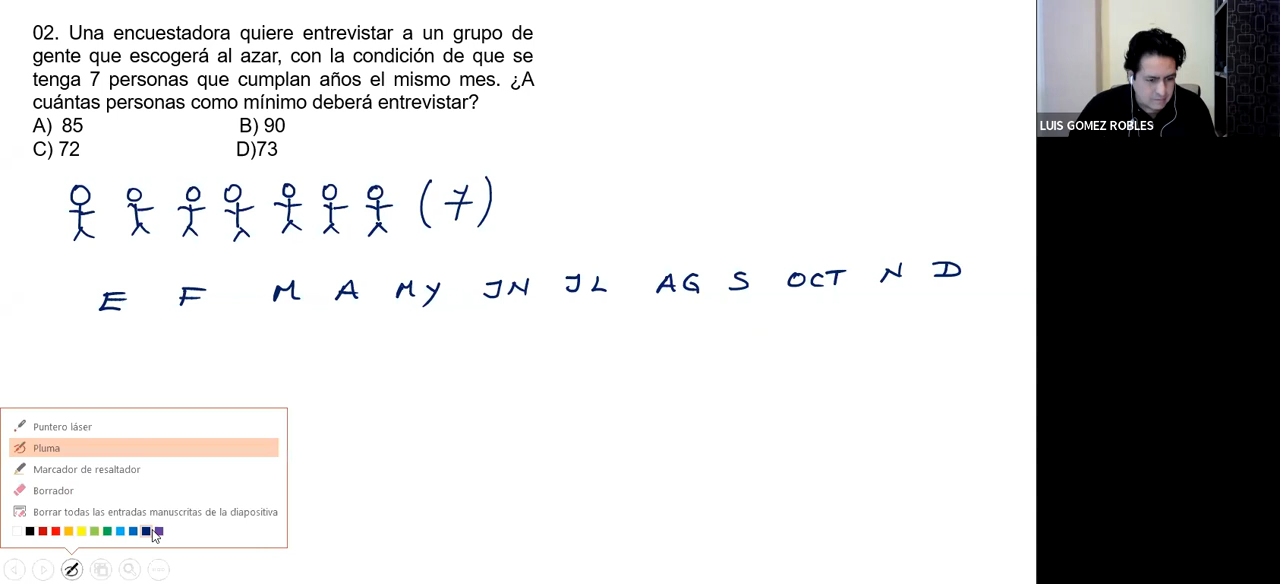 02. Una encuestadora quiere entrevistar a un grupo de
gente que escogerá al azar, con la condición de que se
tenga 7 personas que cumplan años el mismo mes. ¿A
cuántas personas como mínimo deberá entrevistar?
A) 85 B) 90
C) 72 D)73
(7)
E F M A MY JN JL AG S OCT N D
LUIS GOMEZ ROBLES
Puntero láser
Pluma
Marcador de resaltador
Borrador
Borrar todas las entradas manuscritas de la diapositiva